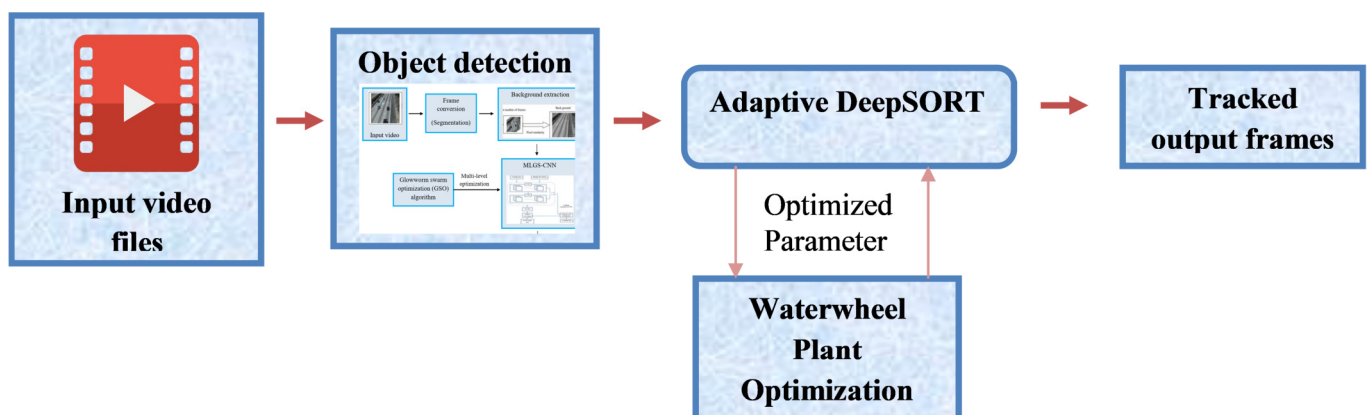 Input video
files
Object detection
Input video
Frame
conversion
(Segmentation)
Background extraction
Glowworm swarm
optimization (GSO)
algorithm
Multi-level
optimization
MLGS-CNN
Adaptive DeepSORT
Optimized
Parameter
Waterwheel
Plant
Optimization
Tracked
output frames